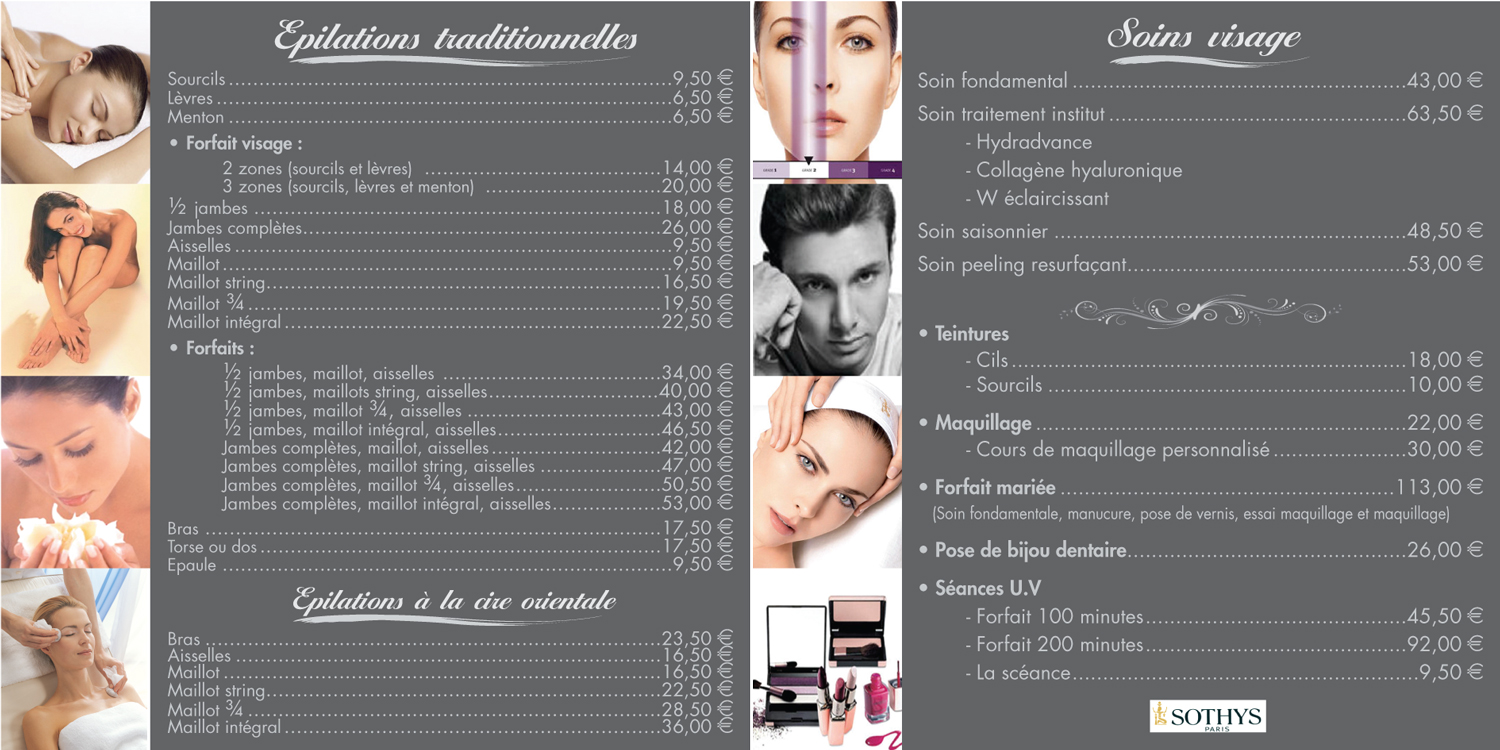 Epilations traditionnelles
Sourcils 9,50 €
Lèvres 6,50 €
Menton 6,50 €
• Forfait visage :
2 zones (sourcils et lèvres) 14,00 €
3 zones (sourcils, lèvres et menton) 20,00 €
½ jambes 18,00 €
Jambes complètes 26,00 €
Aisselles 9,50 €
Maillot 9,50 €
Maillot string 16,50 €
Maillot ¾ 19,50 €
Maillot intégral 22,50 €
• Forfaits :
½ jambes, maillot, aisselles 34,00 €
½ jambes, maillots string, aisselles 40,00 €
½ jambes, maillot ¾, aisselles 43,00 €
½ jambes, maillot intégral, aisselles 46,50 €
Jambes complètes, maillot, aisselles 42,00 €
Jambes complètes, maillot string, aisselles 47,00 €
Jambes complètes, maillot ¾, aisselles 50,50 €
Jambes complètes, maillot intégral, aisselles 53,00 €
Bras 17,50 €
Torse ou dos 17,50 €
Epaule 9,50 €
Epilations à la cire orientale
Bras 23,50 €
Aisselles 16,50 €
Maillot 16,50 €
Maillot string 22,50 €
Maillot ¾ 28,50 €
Maillot intégral 36,00 €
GRADE 1 GRADE 2 GRADE 3 GRADE 4
Soins visage
Soin fondamental 43,00 €
Soin traitement institut 63,50 €
- Hydradvance
- Collagène hyaluronique
- W éclaircissant
Soin saisonnier 48,50 €
Soin peeling resurfaçant 53,00 €
• Teintures
- Cils 18,00 €
- Sourcils 10,00 €
• Maquillage 22,00 €
- Cours de maquillage personnalisé 30,00 €
• Forfait mariée 113,00 €
(Soin fondamentale, manucure, pose de vernis, essai maquillage et maquillage)
• Pose de bijou dentaire 26,00 €
• Séances U.V
- Forfait 100 minutes 45,50 €
- Forfait 200 minutes 92,00 €
- La scéance 9,50 €
SOTHYS
PARIS